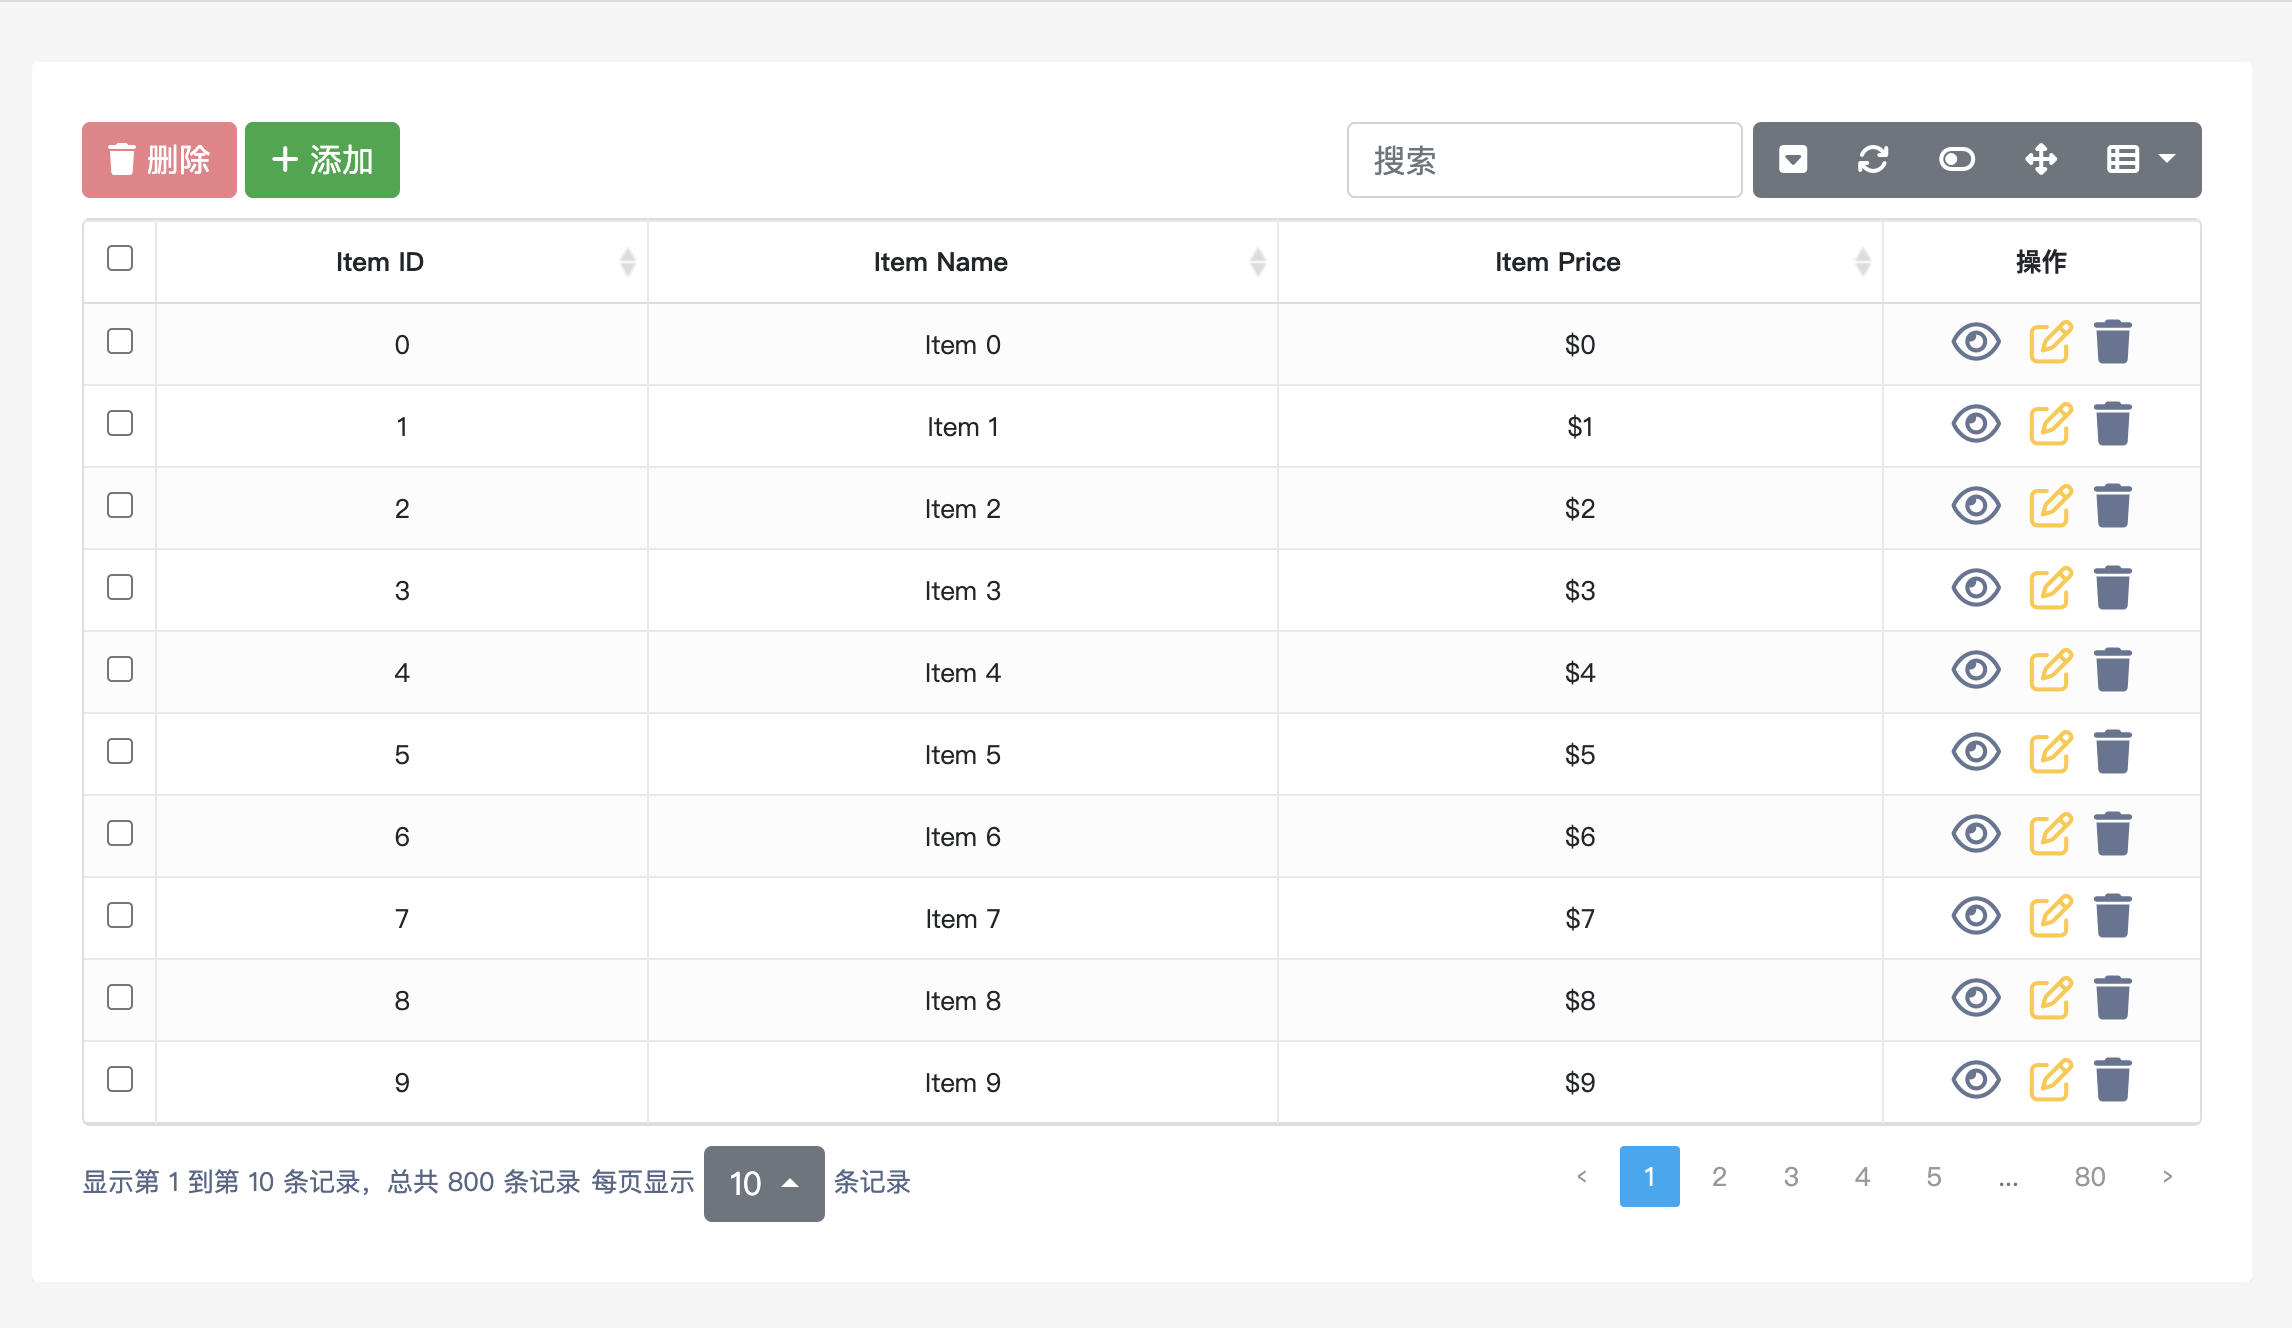 删除 添加 搜索
Item ID Item Name Item Price 操作
0 Item 0 $0
1 Item 1 $1
2 Item 2 $2
3 Item 3 $3
4 Item 4 $4
5 Item 5 $5
6 Item 6 $6
7 Item 7 $7
8 Item 8 $8
9 Item 9 $9
显示第 1 到第 10 条记录，总共 800 条记录 每页显示 10 条记录 ‹ 1 2 3 4 5 ... 80 ›